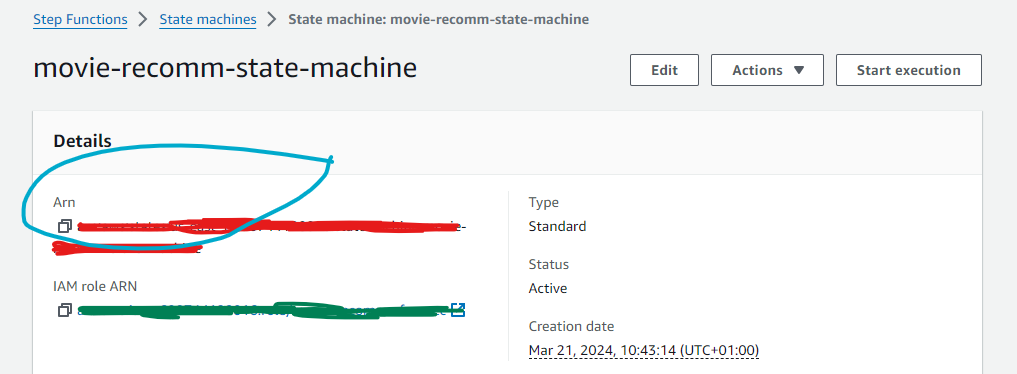 Step Functions > State machines > State machine: movie-recomm-state-machine
movie-recomm-state-machine
Edit
Actions ▼
Start execution
Details
Arn
IAM role ARN
Type
Standard
Status
Active
Creation date
Mar 21, 2024, 10:43:14 (UTC+01:00)